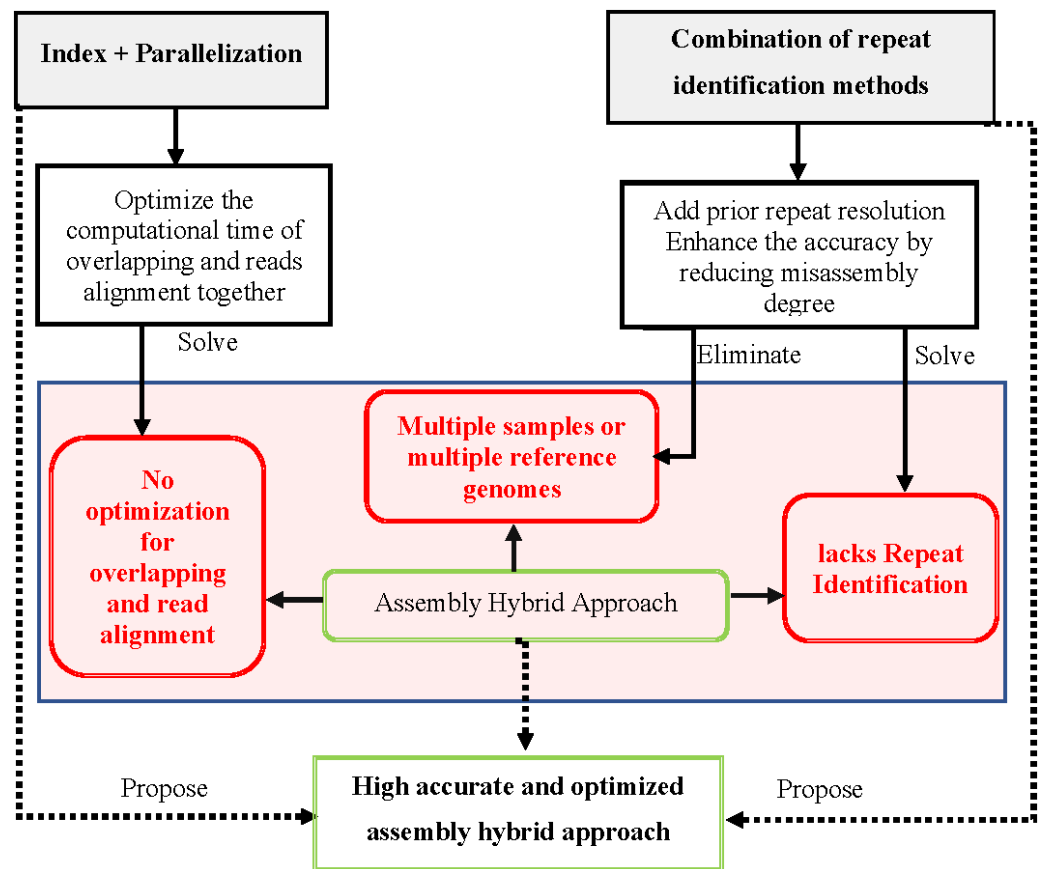 Index + Parallelization
Combination of repeat
identification methods
Optimize the
computational time of
overlapping and reads
alignment together
Add prior repeat resolution
Enhance the accuracy by
reducing misassembly
degree
Solve
Eliminate
Solve
Multiple samples or
multiple reference
genomes
No
optimization
for
overlapping
and read
alignment
lacks Repeat
Identification
Assembly Hybrid Approach
Propose
High accurate and optimized
assembly hybrid approach
Propose